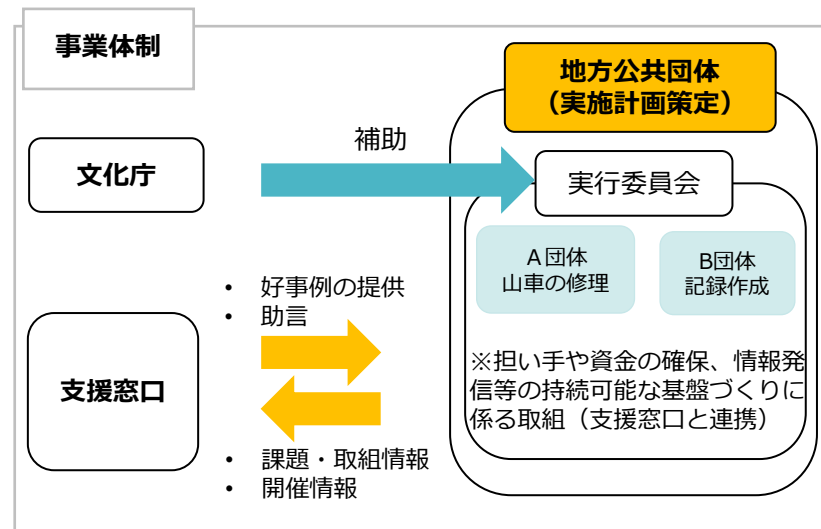 事業体制
地方公共団体
（実施計画策定）
補助
文化庁
実行委員会
A団体
山車の修理
B団体
記録作成
• 好事例の提供
• 助言
支援窓口
※担い手や資金の確保、情報発
信等の持続可能な基盤づくりに
係る取組（支援窓口と連携）
• 課題・取組情報
• 開催情報